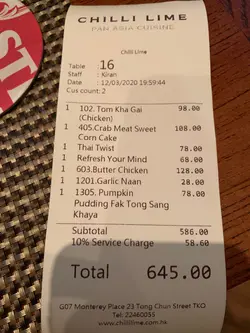 CHILLI LIME
PAN ASIA CUISINE
Chilli Lime
Table 16
Staff : Kiran
Date : 12/03/2020 19:59:44
Cus count: 2
1 102. Tom Kha Gai 98.00
(Chicken)
1 405.Crab Meat Sweet 108.00
Corn Cake
1 Thai Twist 78.00
1 Refresh Your Mind 68.00
1 603.Butter Chicken 128.00
1 1201.Garlic Naan 28.00
1 1305. Pumpkin 78.00
Pudding Fak Tong Sang
Khaya
Subtotal 586.00
10% Service Charge 58.60
Total 645.00
G07 Monterey Place 23 Tong Chun Street TKO
Tel: 22460055
www.chillilime.com.hk